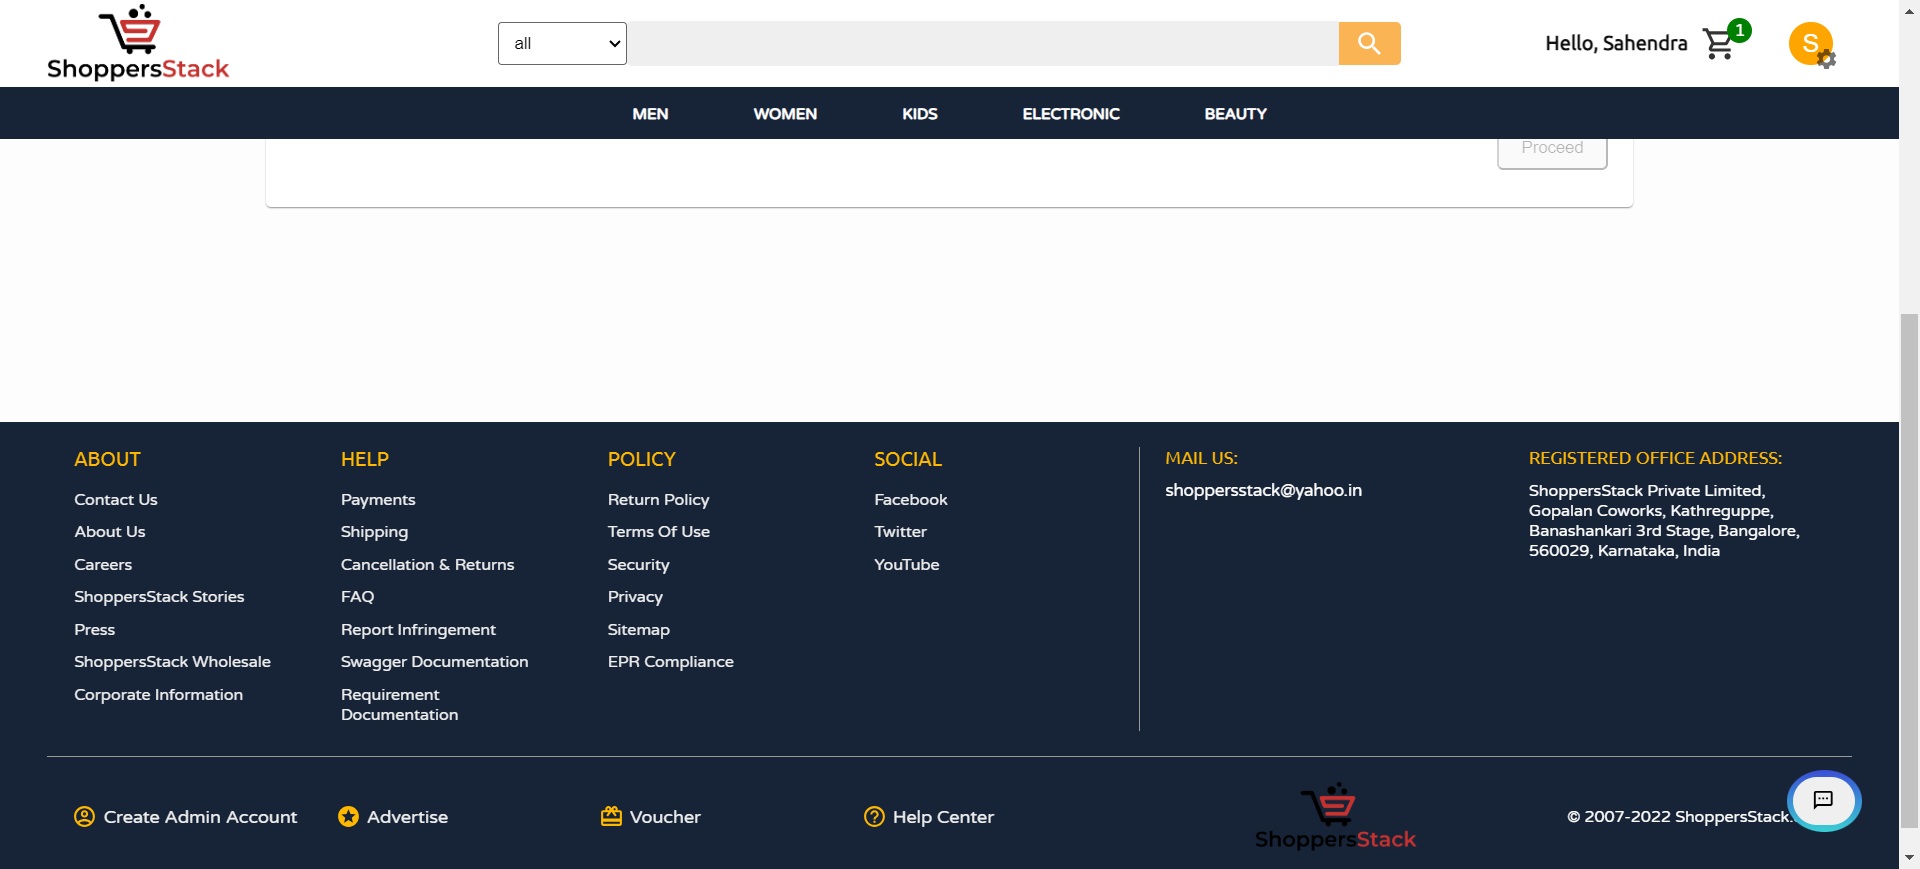 ShoppersStack
all
Hello, Sahendra
1
S
MEN
WOMEN
KIDS
ELECTRONIC
BEAUTY
Proceed
ABOUT
Contact Us
About Us
Careers
ShoppersStack Stories
Press
ShoppersStack Wholesale
Corporate Information
HELP
Payments
Shipping
Cancellation & Returns
FAQ
Report Infringement
Swagger Documentation
Requirement
Documentation
POLICY
Return Policy
Terms Of Use
Security
Privacy
Sitemap
EPR Compliance
SOCIAL
Facebook
Twitter
YouTube
MAIL US:
shoppersstack@yahoo.in
REGISTERED OFFICE ADDRESS:
ShoppersStack Private Limited,
Gopalan Coworks, Kathreguppe,
Banashankari 3rd Stage, Bangalore,
560029, Karnataka, India
Create Admin Account
Advertise
Voucher
Help Center
ShoppersStack
© 2007-2022 ShoppersStack.